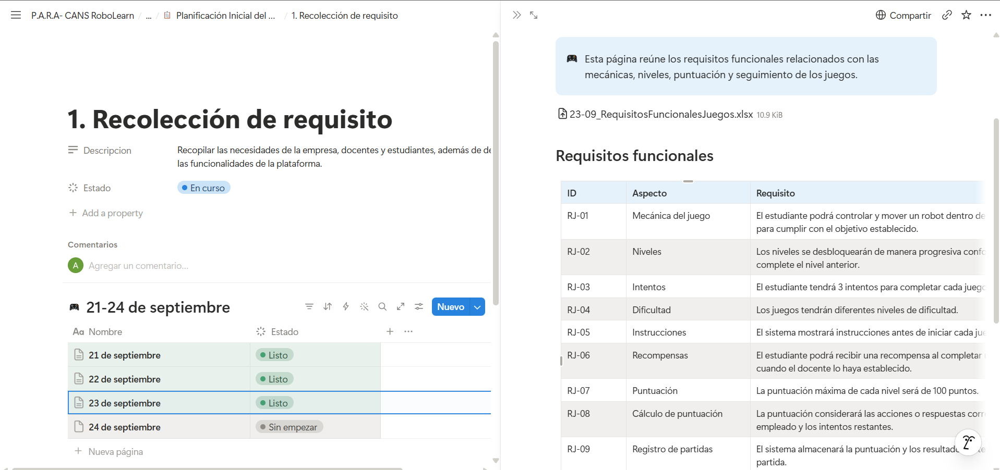 P.A.R.A- CANS RoboLearn / ... / Planificación Inicial del ... / 1. Recolección de requisito
Compartir
1. Recolección de requisito
Descripcion
Recopilar las necesidades de la empresa, docentes y estudiantes, además de de
las funcionalidades de la plataforma.
Estado
En curso
Add a property
Comentarios
A
Agregar un comentario...
21-24 de septiembre
Nuevo
Aa Nombre
Estado
21 de septiembre
Listo
22 de septiembre
Listo
23 de septiembre
Listo
24 de septiembre
Sin empezar
Nueva página
Esta página reúne los requisitos funcionales relacionados con las
mecánicas, niveles, puntuación y seguimiento de los juegos.
23-09_RequisitosFuncionalesJuegos.xlsx 10.9 KiB
Requisitos funcionales
ID
Aspecto
Requisito
RJ-01
Mecánica del juego
El estudiante podrá controlar y mover un robot dentro de
para cumplir con el objetivo establecido.
RJ-02
Niveles
Los niveles se desbloquearán de manera progresiva confo
complete el nivel anterior.
RJ-03
Intentos
El estudiante tendrá 3 intentos para completar cada juego
RJ-04
Dificultad
Los juegos tendrán diferentes niveles de dificultad.
RJ-05
Instrucciones
El sistema mostrará instrucciones antes de iniciar cada jue
RJ-06
Recompensas
El estudiante podrá recibir una recompensa al completar
cuando el docente lo haya establecido.
RJ-07
Puntuación
La puntuación máxima de cada nivel será de 100 puntos.
RJ-08
Cálculo de puntuación
La puntuación considerará las acciones o respuestas corr
empleado y los intentos restantes.
RJ-09
Registro de partidas
El sistema almacenará la puntuación y los resultad
partida.